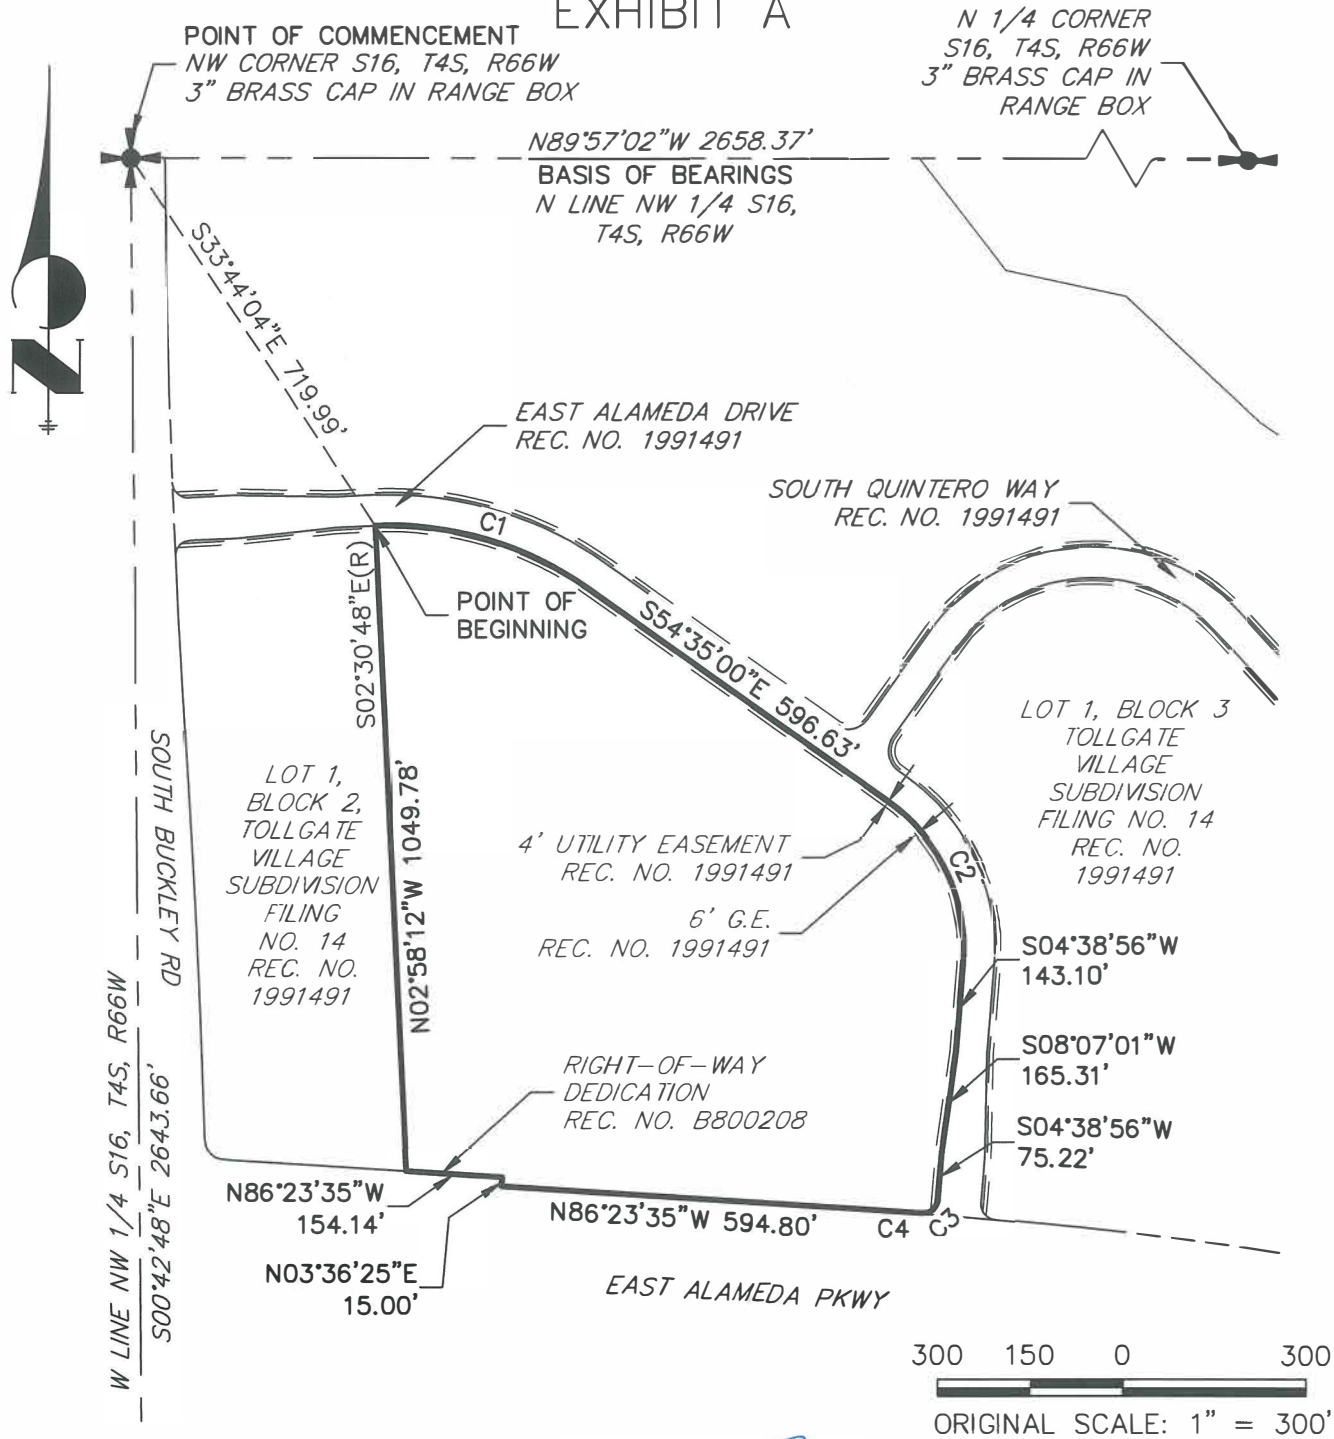 EXHIBIT A
POINT OF COMMENCEMENT
NW CORNER S16, T4S, R66W
3" BRASS CAP IN RANGE BOX
N 1/4 CORNER
S16, T4S, R66W
3" BRASS CAP IN
RANGE BOX
N89°57'02"W 2658.37'
BASIS OF BEARINGS
N LINE NW 1/4 S16,
T4S, R66W
N
S33°44'04"E 719.99'
EAST ALAMEDA DRIVE
REC. NO. 1991491
SOUTH QUINTERO WAY
REC. NO. 1991491
C1
S02°30'48"E(R)
POINT OF
BEGINNING
S54°35'00"E 596.63'
LOT 1, BLOCK 3
TOLLGATE
VILLAGE
SUBDIVISION
FILING NO. 14
REC. NO.
1991491
LOT 1,
BLOCK 2,
TOLLGATE
VILLAGE
SUBDIVISION
FILING
NO. 14
REC. NO.
1991491
SOUTH BUCKLEY RD
N02°58'12"W 1049.78'
4' UTILITY EASEMENT
REC. NO. 1991491
C2
6' G.E.
REC. NO. 1991491
S04°38'56"W
143.10'
S08°07'01"W
165.31'
S04°38'56"W
75.22'
RIGHT-OF-WAY
DEDICATION
REC. NO. B800208
W LINE NW 1/4 S16, T4S, R66W
S00°42'48"E 2643.66'
N86°23'35"W
154.14'
N86°23'35"W 594.80'
C4
C3
N03°36'25"E
15.00'
EAST ALAMEDA PKWY
300 150 0 300
ORIGINAL SCALE: 1" = 300'